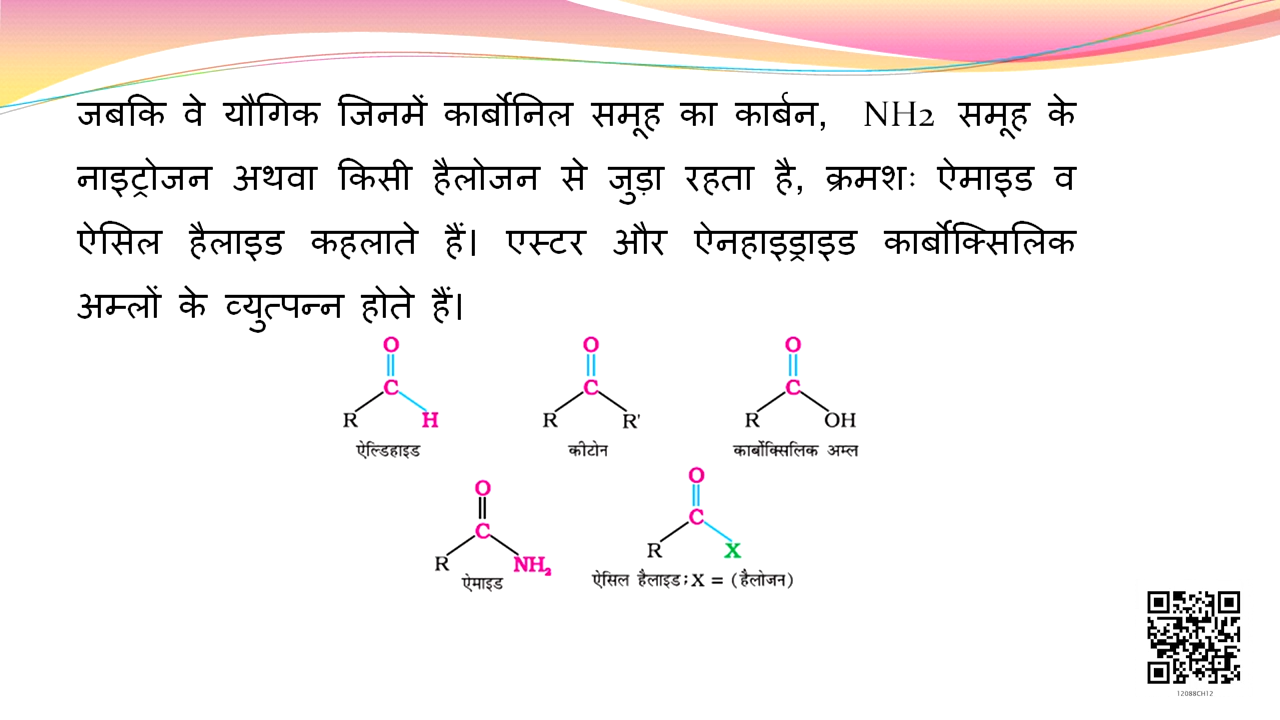 जबकि वे यौगिक जिनमें कार्बोनिल समूह का कार्बन, NH2 समूह के
नाइट्रोजन अथवा किसी हैलोजन से जुड़ा रहता है, क्रमशः ऐमाइड व
ऐसिल हैलाइड कहलाते हैं। एस्टर और ऐनहाइड्राइड कार्बोक्सिलिक
अम्लों के व्युत्पन्न होते हैं।
O O O
C C C
R H R R' R OH
ऐल्डिहाइड कीटोन कार्बोक्सिलिक अम्ल
O O
C C
R NH₂ R X
ऐमाइड ऐसिल हैलाइड; X = (हैलोजन)
12088CH12